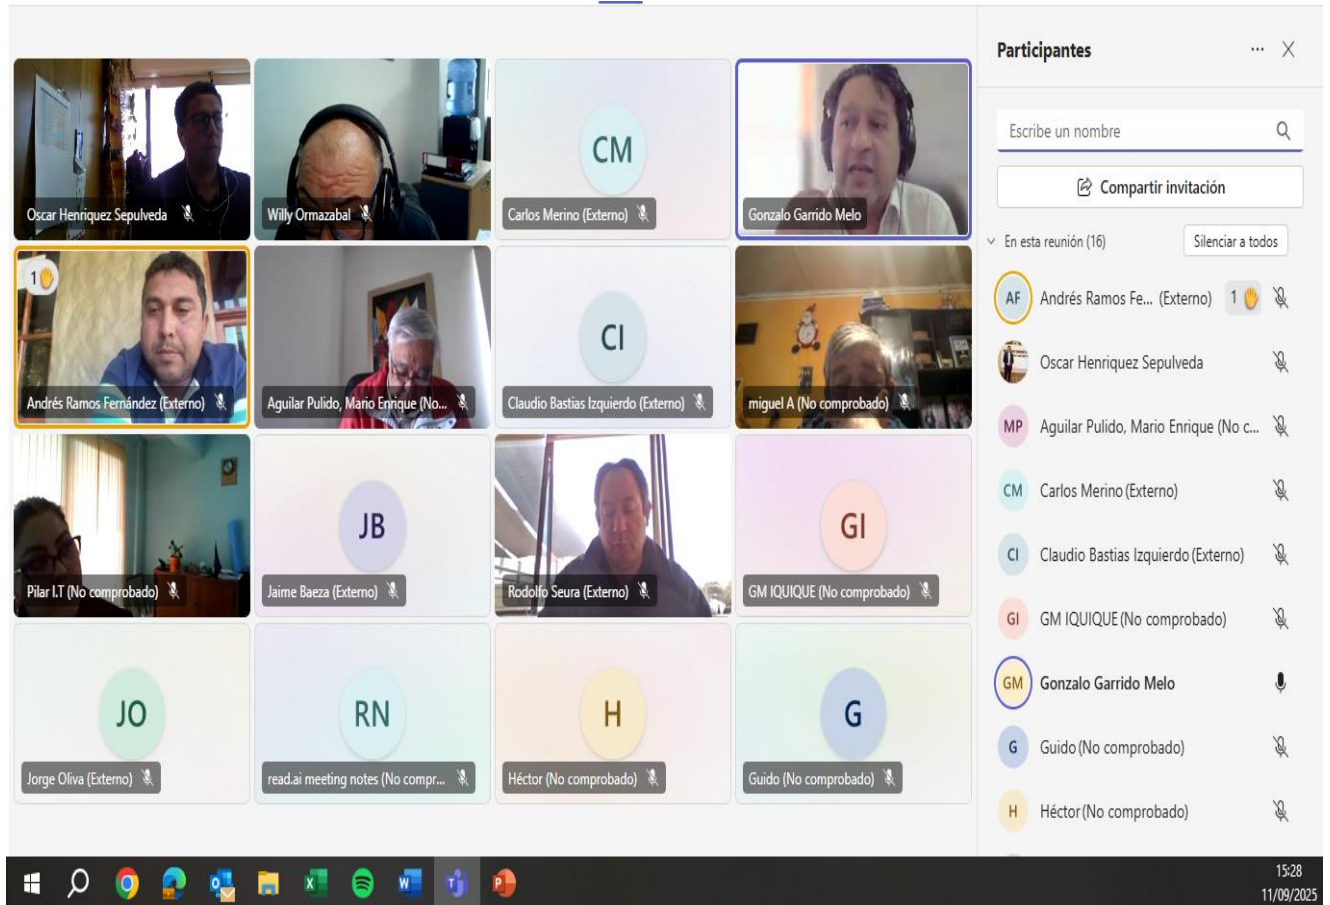 Oscar Henriquez Sepulveda
Willy Ormazabal
CM
Carlos Merino (Externo)
Gonzalo Garrido Melo
1
Andrés Ramos Fernández (Externo)
Aguilar Pulido, Mario Enrique (No...
CI
Claudio Bastias Izquierdo (Externo)
miguel A (No comprobado)
Pilar I.T (No comprobado)
JB
Jaime Baeza (Externo)
Rodolfo Seura (Externo)
GI
GM IQUIQUE (No comprobado)
JO
Jorge Oliva (Externo)
RN
read.ai meeting notes (No compr...
H
Héctor (No comprobado)
G
Guido (No comprobado)
Participantes
Escribe un nombre
Compartir invitación
En esta reunión (16)
Silenciar a todos
AF Andrés Ramos Fe... (Externo) 1
Oscar Henriquez Sepulveda
MP Aguilar Pulido, Mario Enrique (No c...
CM Carlos Merino (Externo)
CI Claudio Bastias Izquierdo (Externo)
GI GM IQUIQUE (No comprobado)
GM Gonzalo Garrido Melo
G Guido (No comprobado)
H Héctor (No comprobado)
15:28
11/09/2025